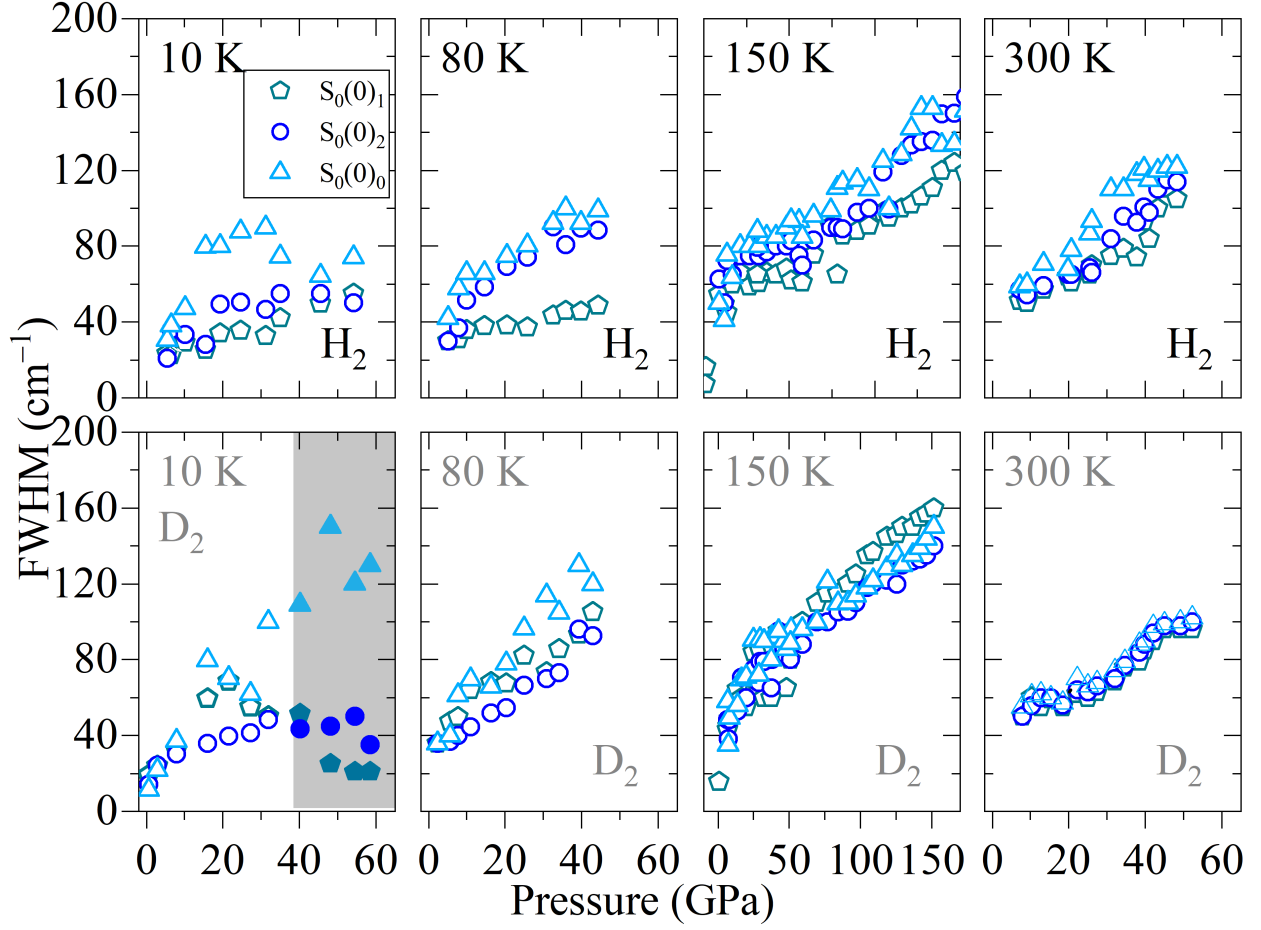 200
160
120
80
40
0
10 K
S₀(0)₁
S₀(0)₂
S₀(0)₀
H₂
80 K
H₂
150 K
H₂
300 K
H₂
FWHM (cm⁻¹)
200
160
120
80
40
0
10 K
D₂
80 K
D₂
150 K
D₂
300 K
D₂
0 20 40 60
0 20 40 60
0 50 100 150
0 20 40 60
Pressure (GPa)